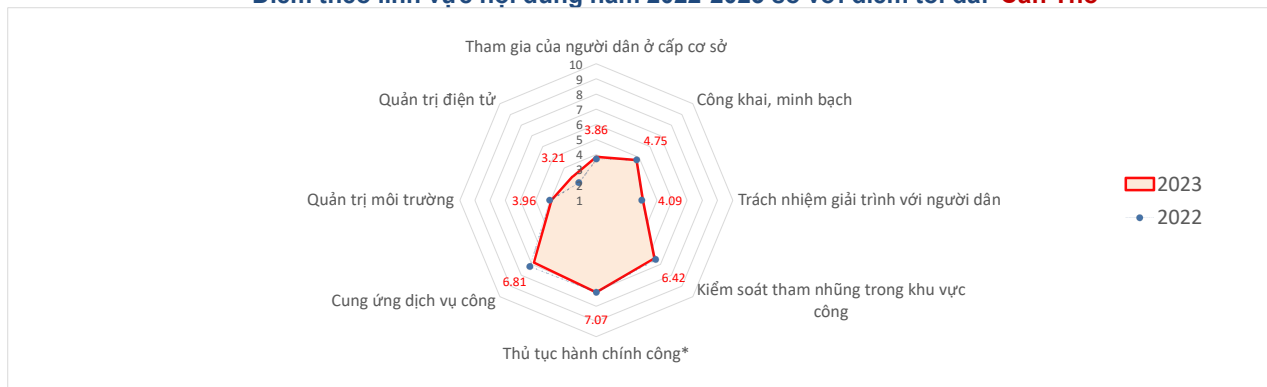 Tham gia của người dân ở cấp cơ sở
10
9
8
7
6
5
4
3
2
1
Quản trị điện tử
Công khai, minh bạch
3.86
4.75
3.21
Quản trị môi trường
3.96
4.09
Trách nhiệm giải trình với người dân
2023
2022
6.81
6.42
Cung ứng dịch vụ công
Kiểm soát tham nhũng trong khu vực
công
7.07
Thủ tục hành chính công*